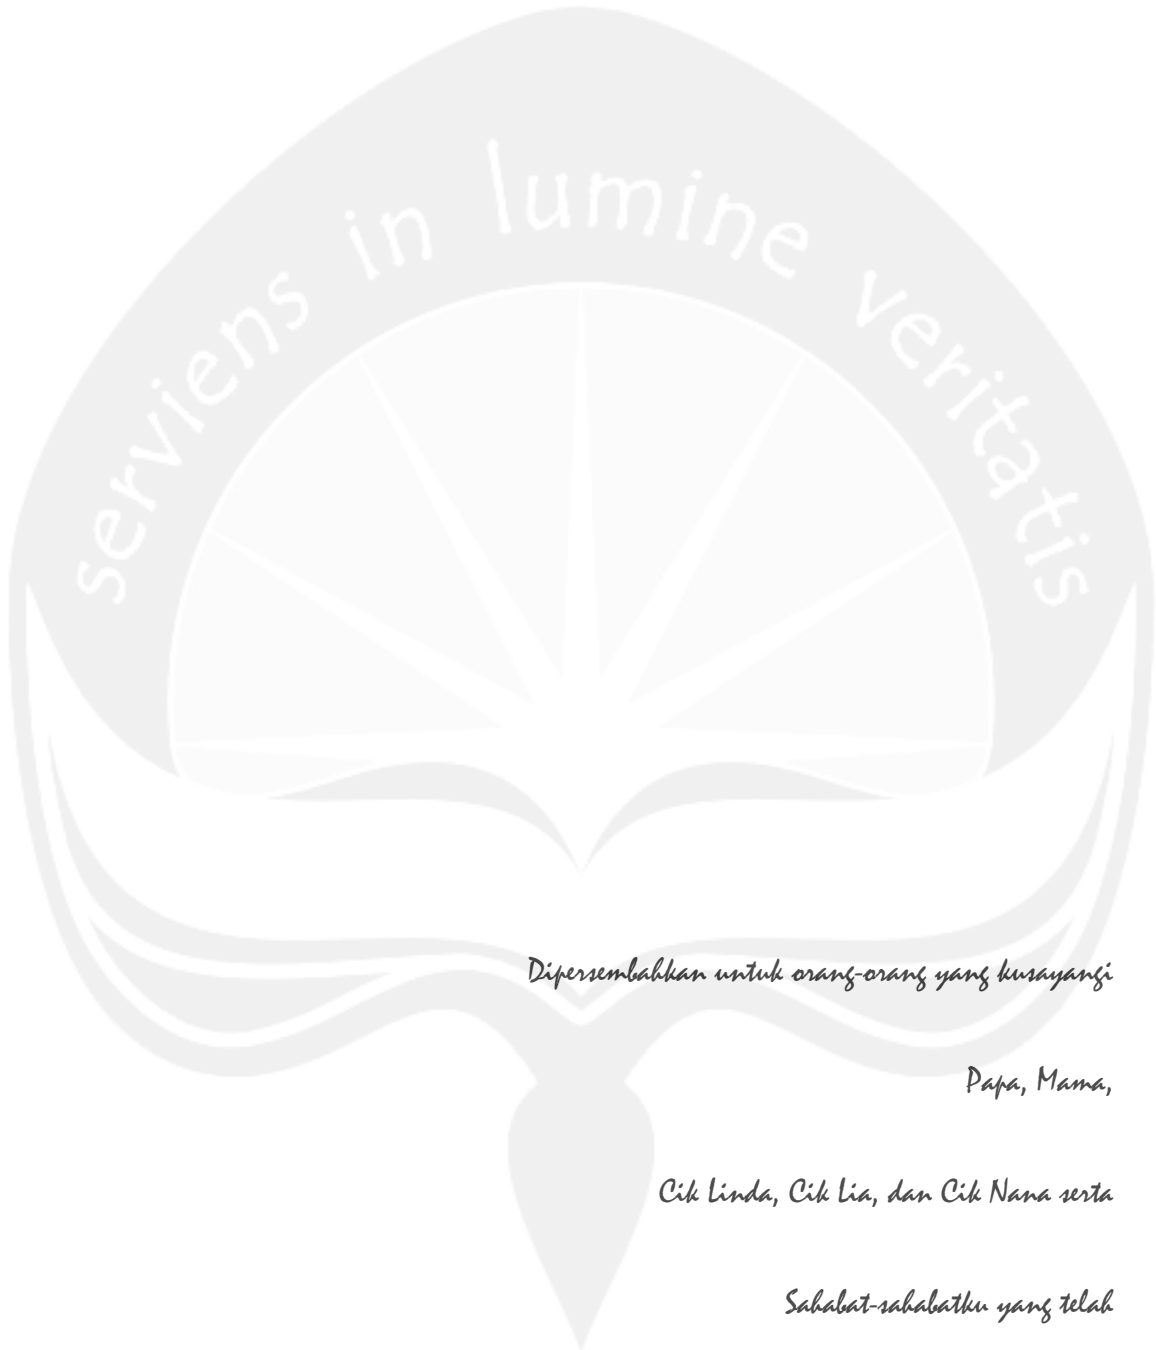 serviens in lumine veritatis
Dipersembahkan untuk orang-orang yang kusayangi
Papa, Mama,
Cik Linda, Cik Lia, dan Cik Nana serta
Sahabat-sahabatku yang telah